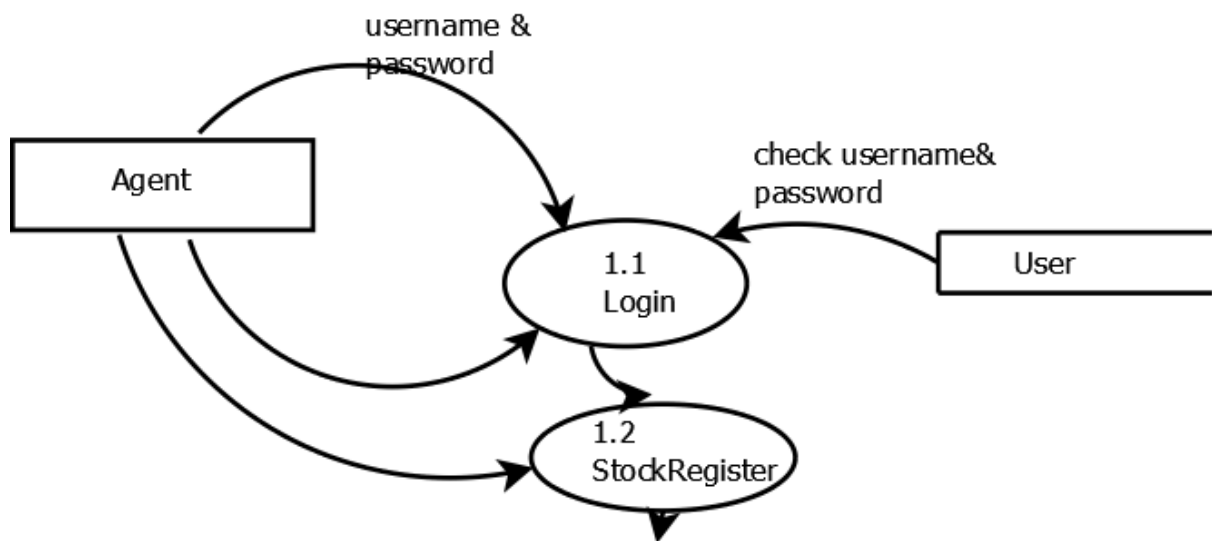 username &
password
Agent
check username&
password
User
1.1
Login
1.2
StockRegister